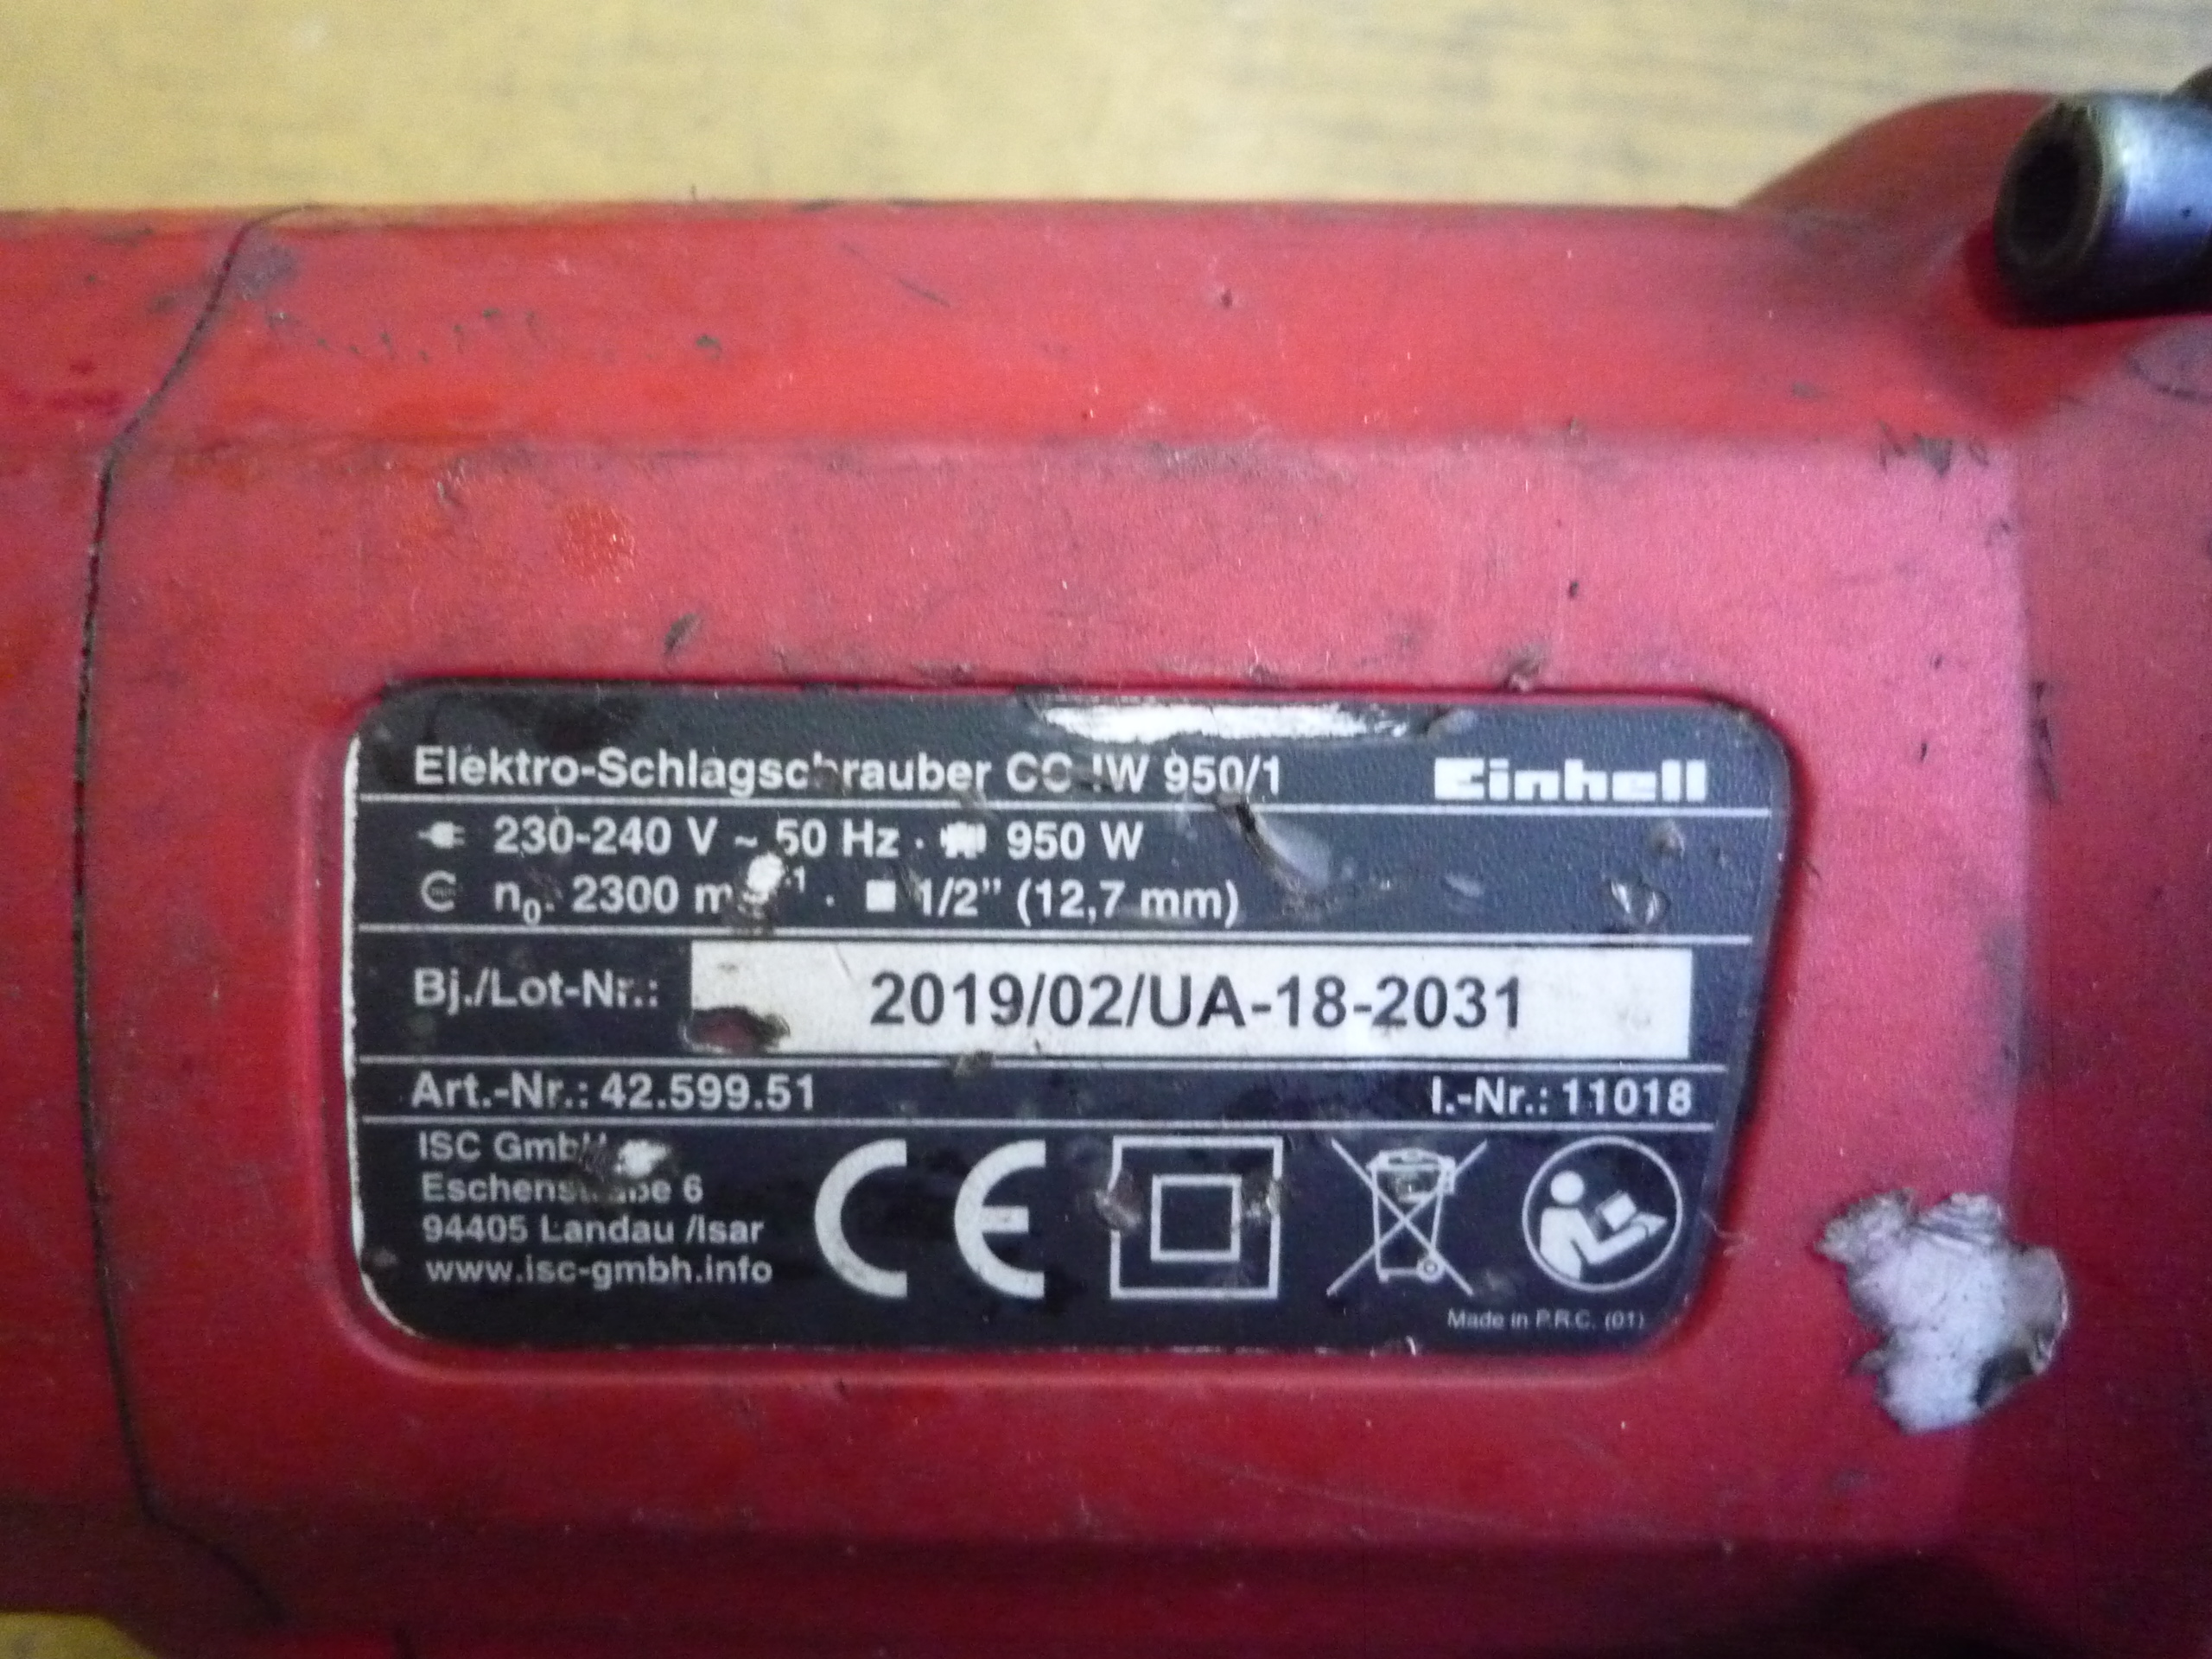 Elektro-Schlagschrauber CC-IW 950/1 Einhell
230-240 V ~ 50 Hz · 950 W
n0: 2300 · 1/2" (12,7 mm)
Bj./Lot-Nr.: 2019/02/UA-18-2031
Art.-Nr.: 42.599.51 I.-Nr.: 11018
ISC GmbH
Eschenstraße 6
94405 Landau /Isar
www.isc-gmbh.info
CE
Made in P.R.C. (01)